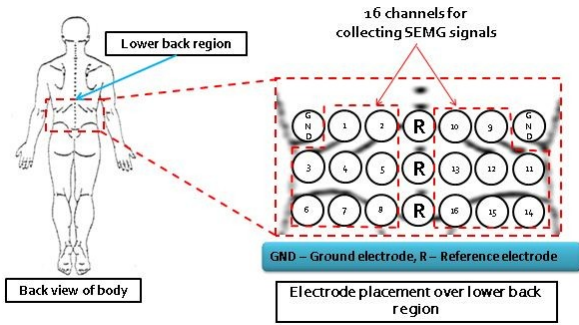 16 channels for
collecting SEMG signals
Lower back region
GND 1 2 R 10 9 GND
3 4 5 R 13 12 11
6 7 8 R 16 15 14
GND – Ground electrode, R – Reference electrode
Back view of body
Electrode placement over lower back
region